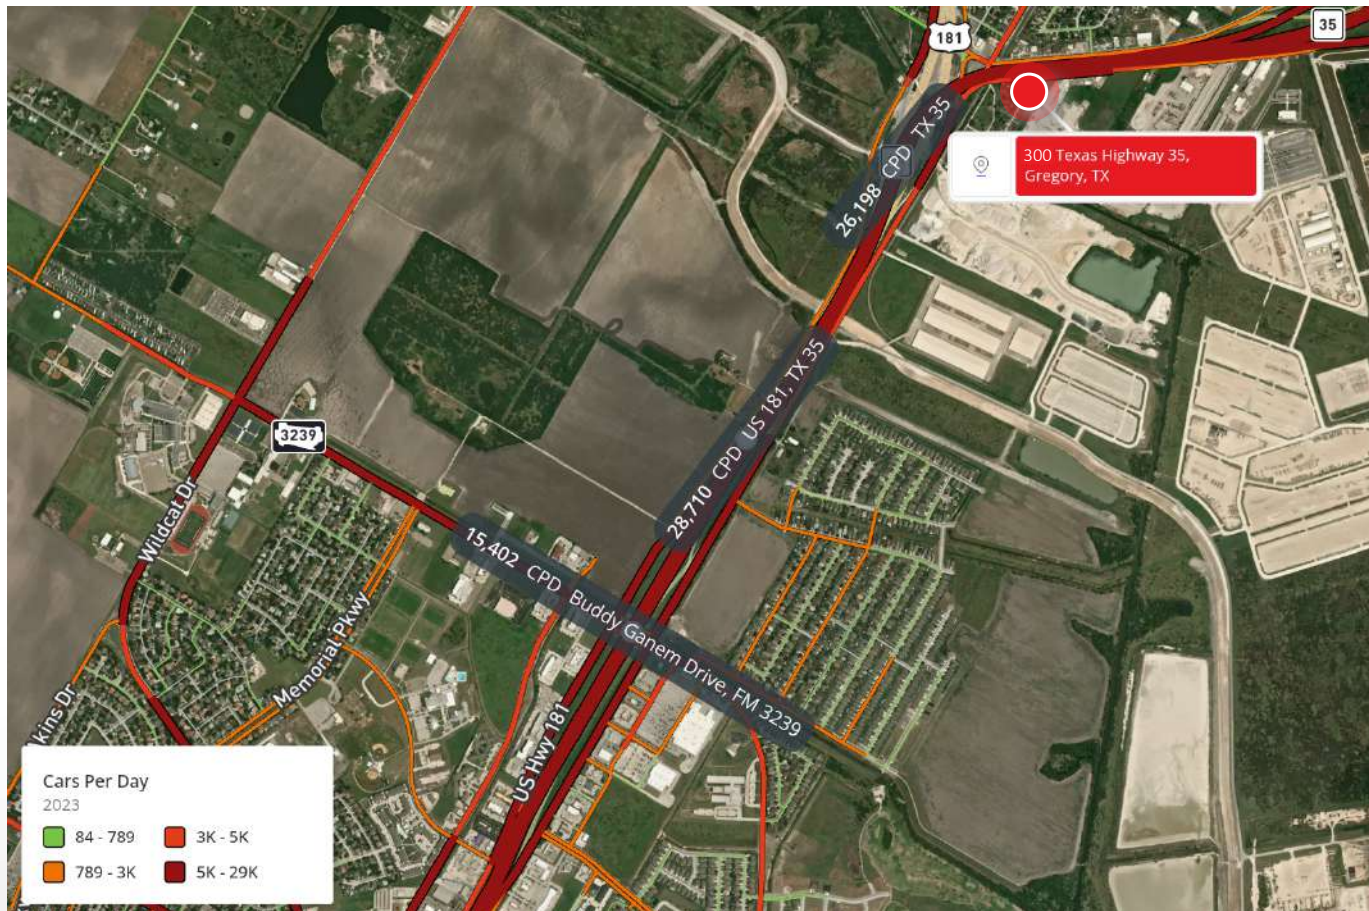 181
35
300 Texas Highway 35,
Gregory, TX
26,198 CPD TX 35
28,710 CPD US 181, TX 35
3239
Wildcat Dr
15,402 CPD Buddy Ganem Drive, FM 3239
Memorial Pkwy
US Hwy 181
kins Dr
Cars Per Day
2023
84 - 789
3K - 5K
789 - 3K
5K - 29K